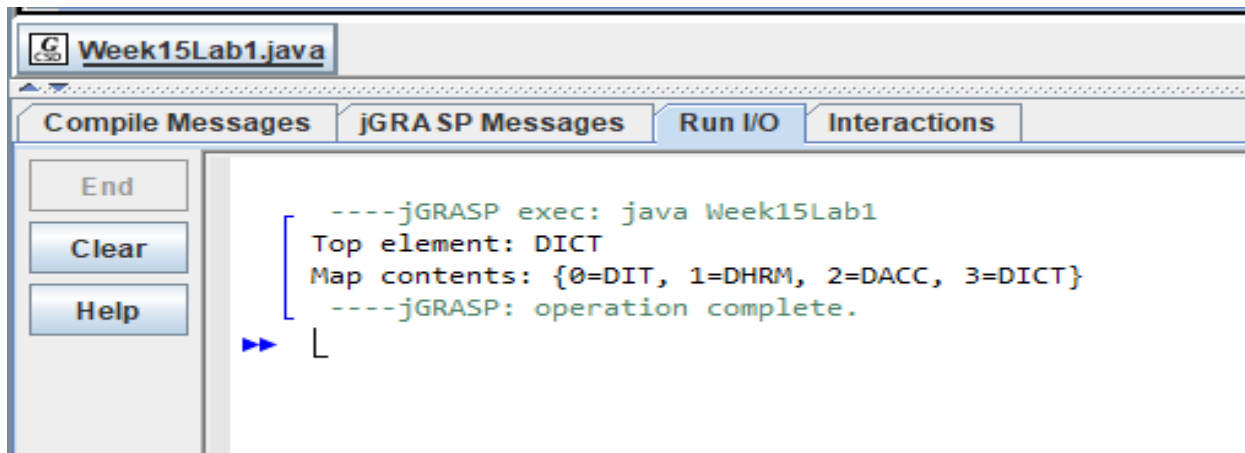 Week15Lab1.java
Compile Messages jGRASP Messages Run I/O Interactions
End
Clear
Help
----jGRASP exec: java Week15Lab1
Top element: DICT
Map contents: {0=DIT, 1=DHRM, 2=DACC, 3=DICT}
----jGRASP: operation complete.